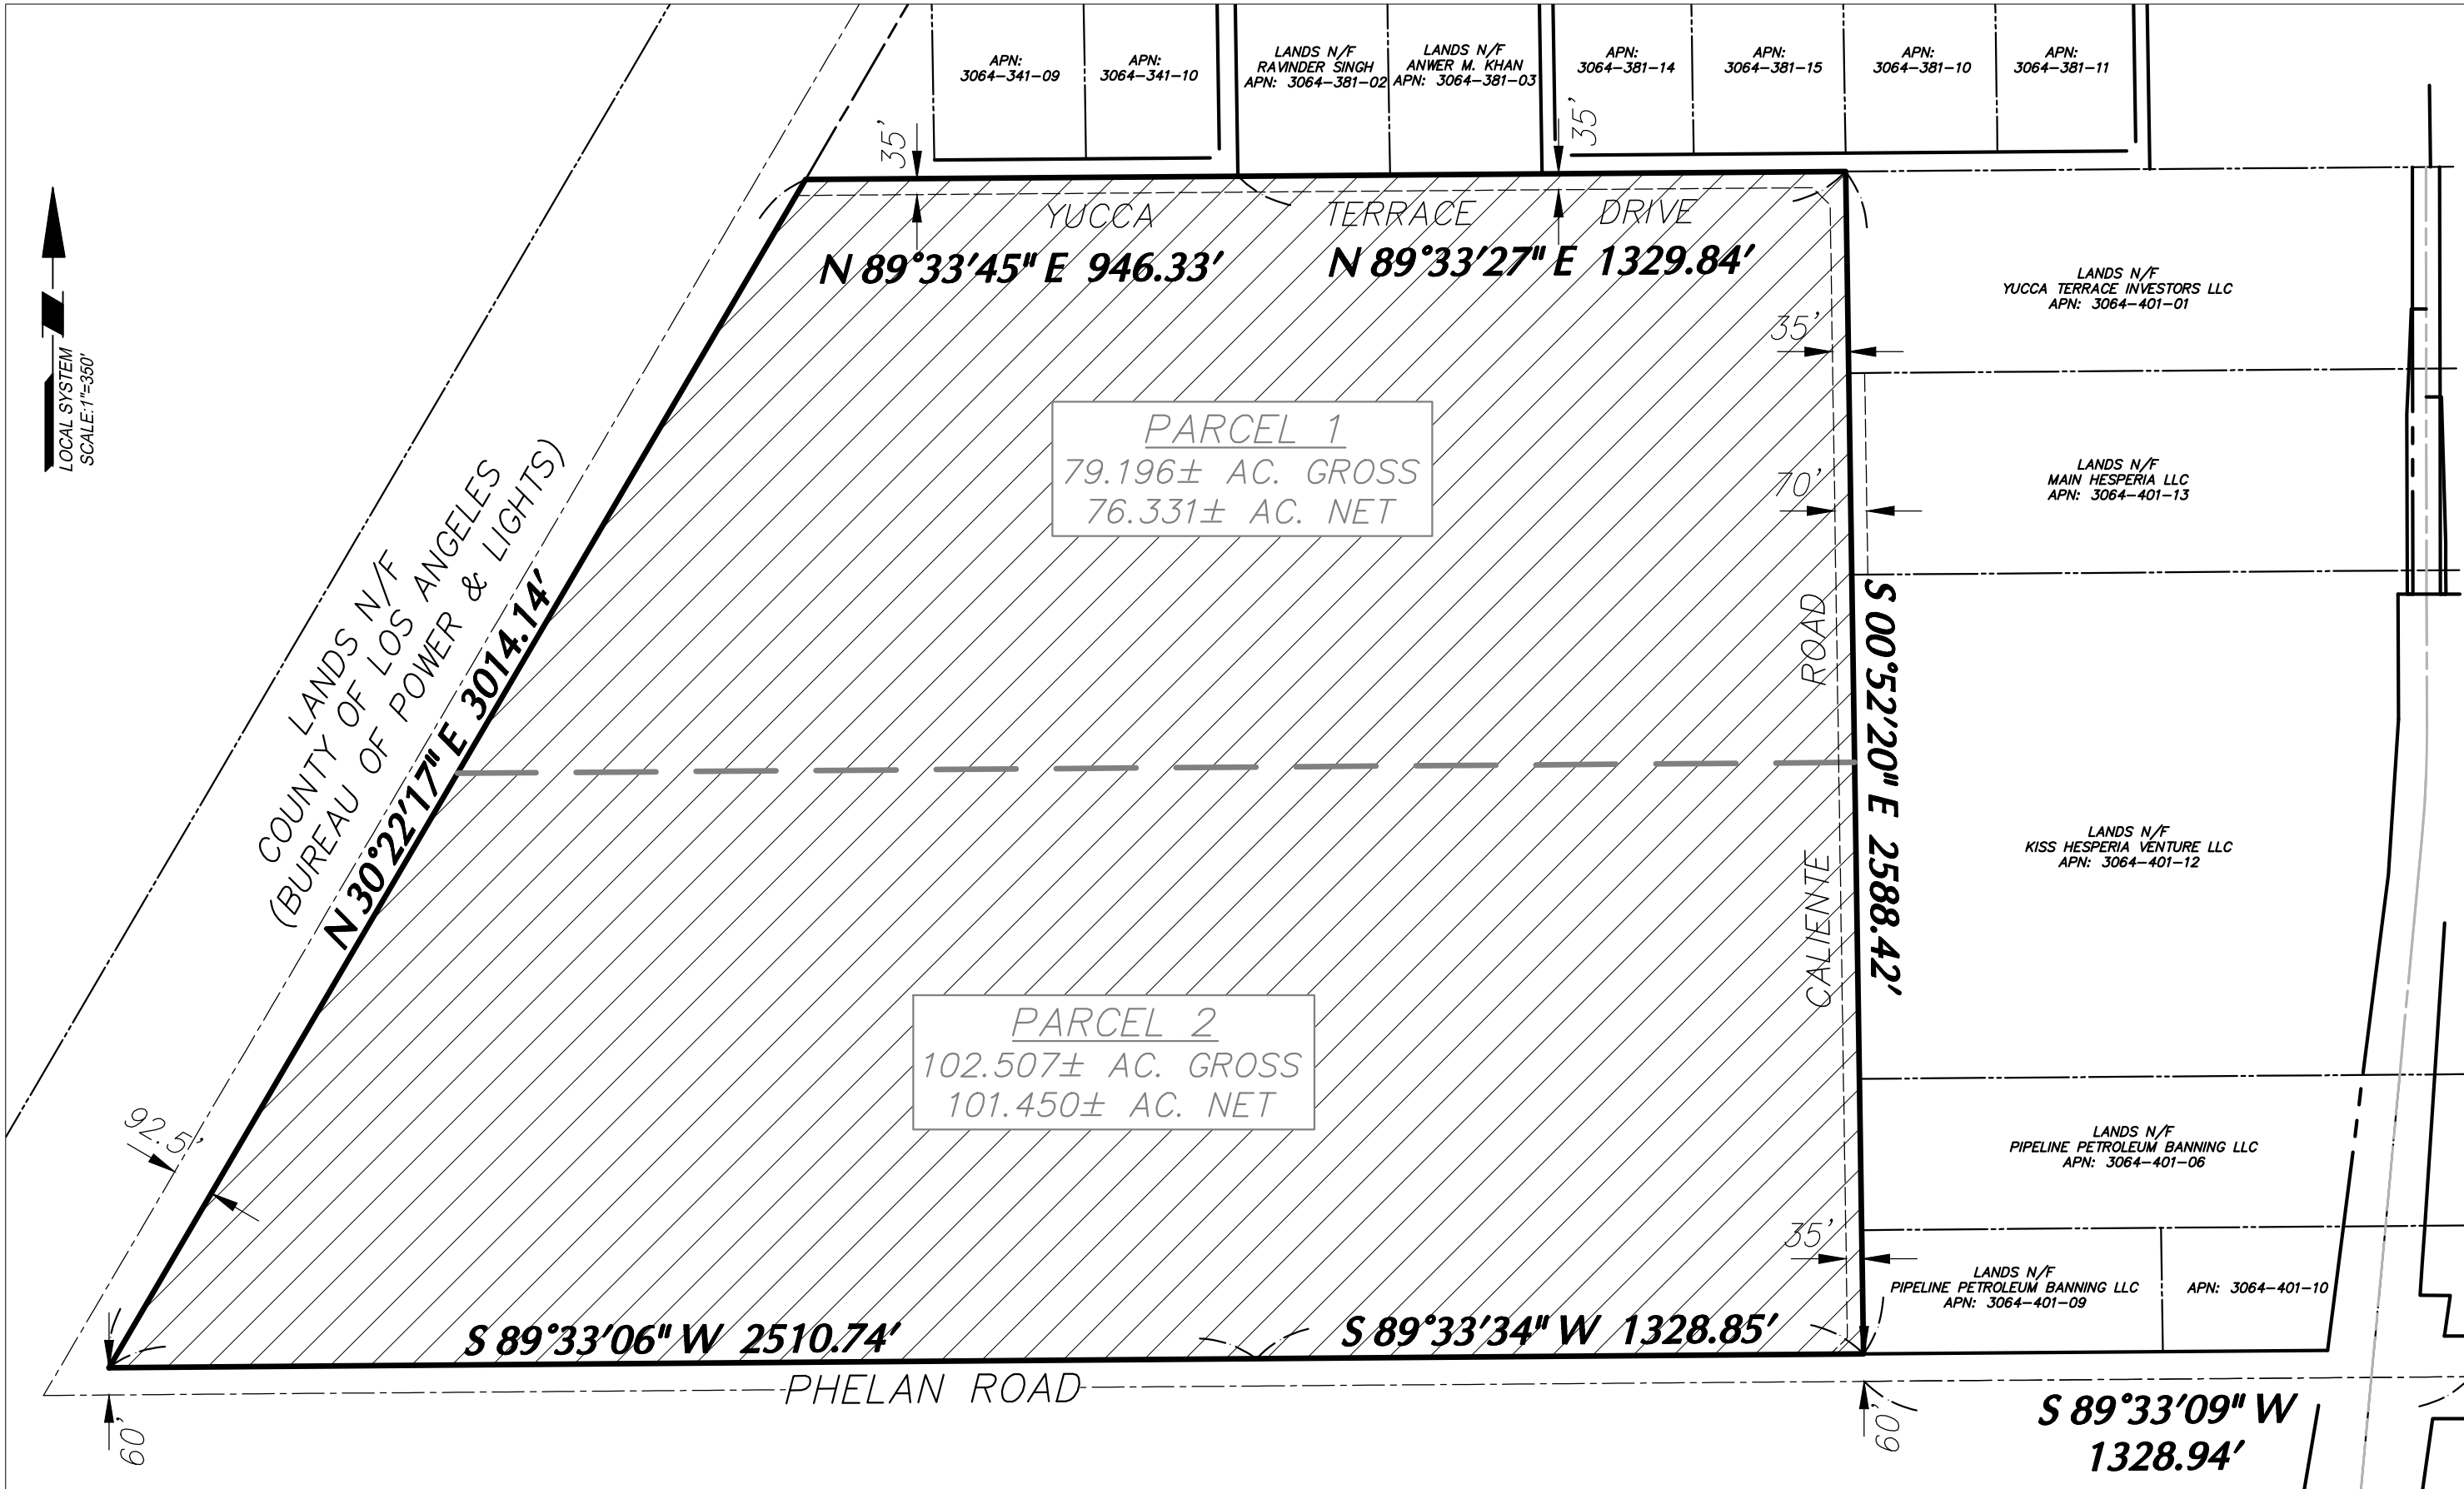 APN:
3064-341-09
APN:
3064-341-10
LANDS N/F
RAVINDER SINGH
APN: 3064-381-02
LANDS N/F
ANWER M. KHAN
APN: 3064-381-03
APN:
3064-381-14
APN:
3064-381-15
APN:
3064-381-10
APN:
3064-381-11
35'
35'
YUCCA TERRACE DRIVE
N 89°33'45" E 946.33'
N 89°33'27" E 1329.84'
LOCAL SYSTEM
SCALE:1"=350'
LANDS N/F
YUCCA TERRACE INVESTORS LLC
APN: 3064-401-01
35'
PARCEL 1
79.196± AC. GROSS
76.331± AC. NET
LANDS N/F
MAIN HESPERIA LLC
APN: 3064-401-13
70'
LANDS N/F
COUNTY OF LOS ANGELES
(BUREAU OF POWER & LIGHTS)
N 30°22'17" E 3014.14'
CALIENTE ROAD
S 00°52'20" E 2588.42'
LANDS N/F
KISS HESPERIA VENTURE LLC
APN: 3064-401-12
PARCEL 2
102.507± AC. GROSS
101.450± AC. NET
92.5'
LANDS N/F
PIPELINE PETROLEUM BANNING LLC
APN: 3064-401-06
35'
LANDS N/F
PIPELINE PETROLEUM BANNING LLC
APN: 3064-401-09
APN: 3064-401-10
S 89°33'06" W 2510.74'
S 89°33'34" W 1328.85'
PHELAN ROAD
60'
60'
S 89°33'09" W
1328.94'